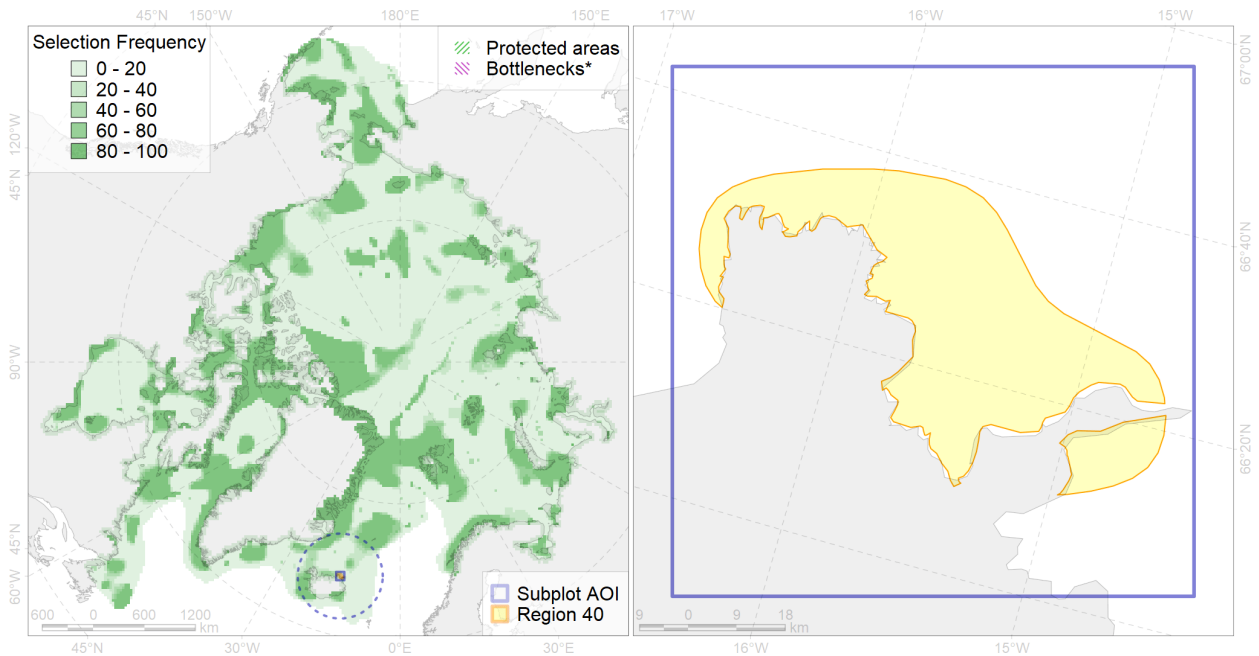 45°N 150°W 180°E 150°E
17°W 16°W 15°W
Selection Frequency
0 - 20
20 - 40
40 - 60
60 - 80
80 - 100
Protected areas
Bottlenecks*
120°W
45°N
90°W
45°N
60°W
67°00'N
66°40'N
66°20'N
Subplot AOI
Region 40
600 0 600 1200
km
9 0 9 18
km
45°N 30°W 0°E 30°E
16°W 15°W